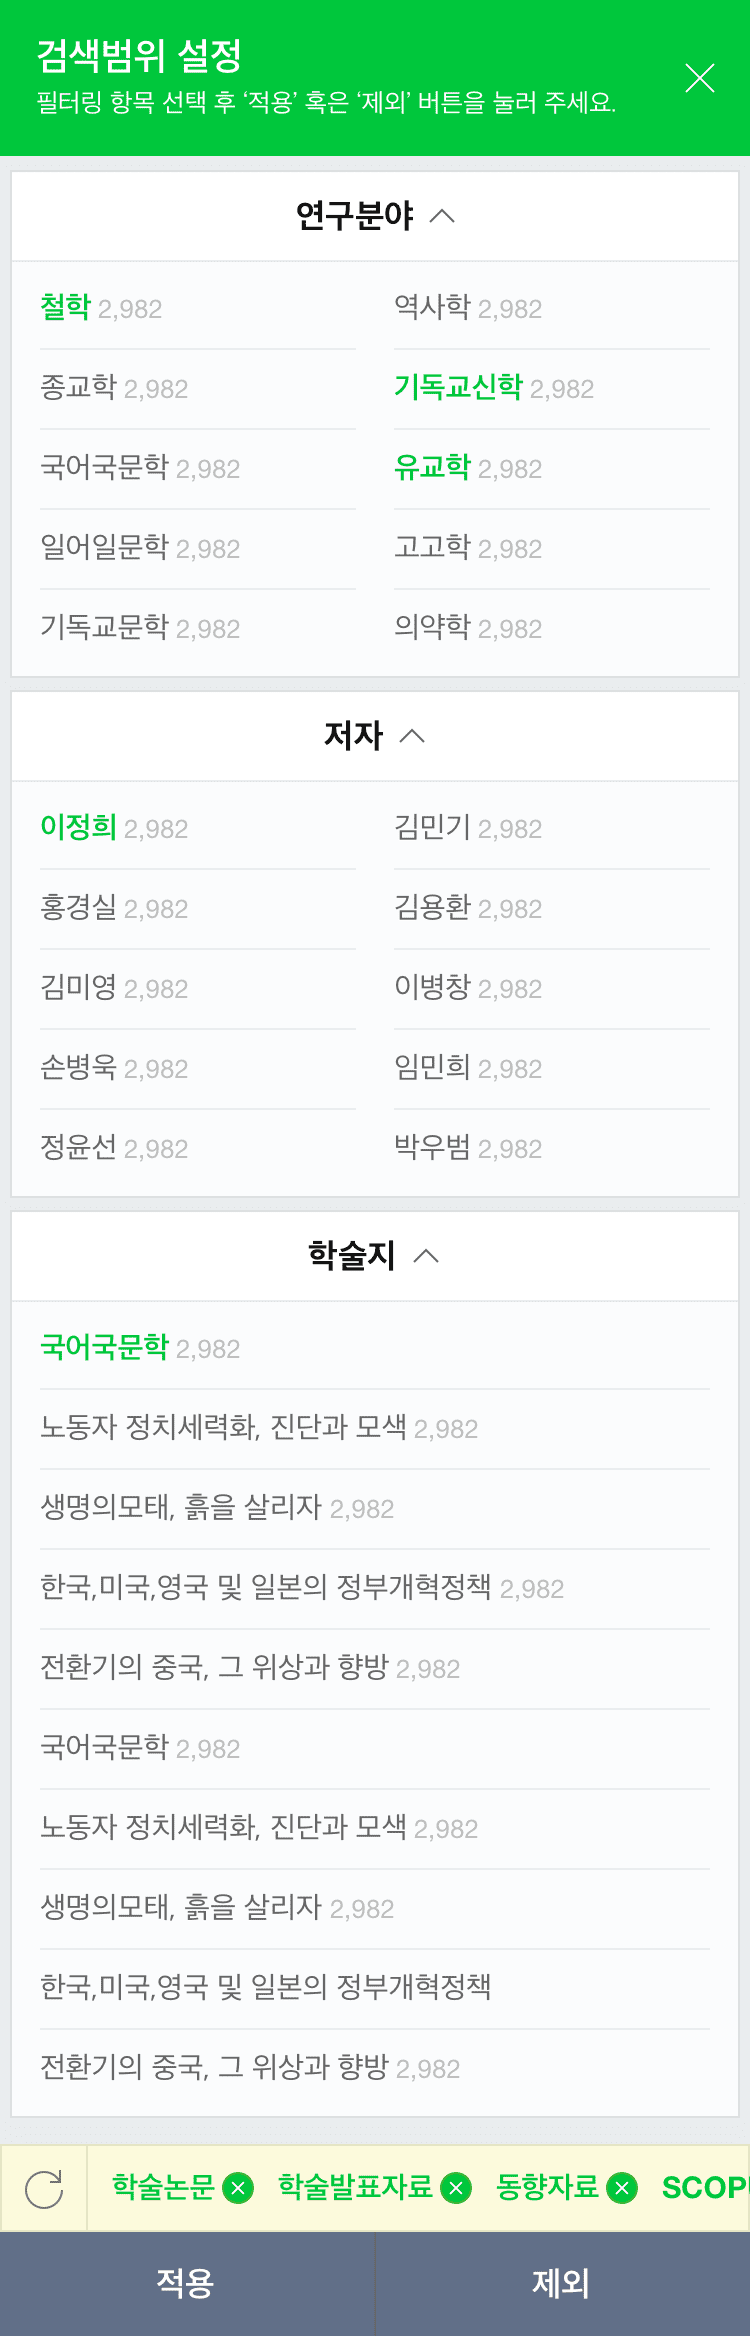 검색범위 설정
필터링 항목 선택 후 ‘적용’ 혹은 ‘제외’ 버튼을 눌러 주세요.
연구분야
철학 2,982 역사학 2,982
종교학 2,982 기독교신학 2,982
국어국문학 2,982 유교학 2,982
일어일문학 2,982 고고학 2,982
기독교문학 2,982 의약학 2,982
저자
이정희 2,982 김민기 2,982
홍경실 2,982 김용환 2,982
김미영 2,982 이병창 2,982
손병욱 2,982 임민희 2,982
정윤선 2,982 박우범 2,982
학술지
국어국문학 2,982
노동자 정치세력화, 진단과 모색 2,982
생명의모태, 흙을 살리자 2,982
한국,미국,영국 및 일본의 정부개혁정책 2,982
전환기의 중국, 그 위상과 향방 2,982
국어국문학 2,982
노동자 정치세력화, 진단과 모색 2,982
생명의모태, 흙을 살리자 2,982
한국,미국,영국 및 일본의 정부개혁정책
전환기의 중국, 그 위상과 향방 2,982
학술논문 학술발표자료 동향자료 SCOP
적용 제외